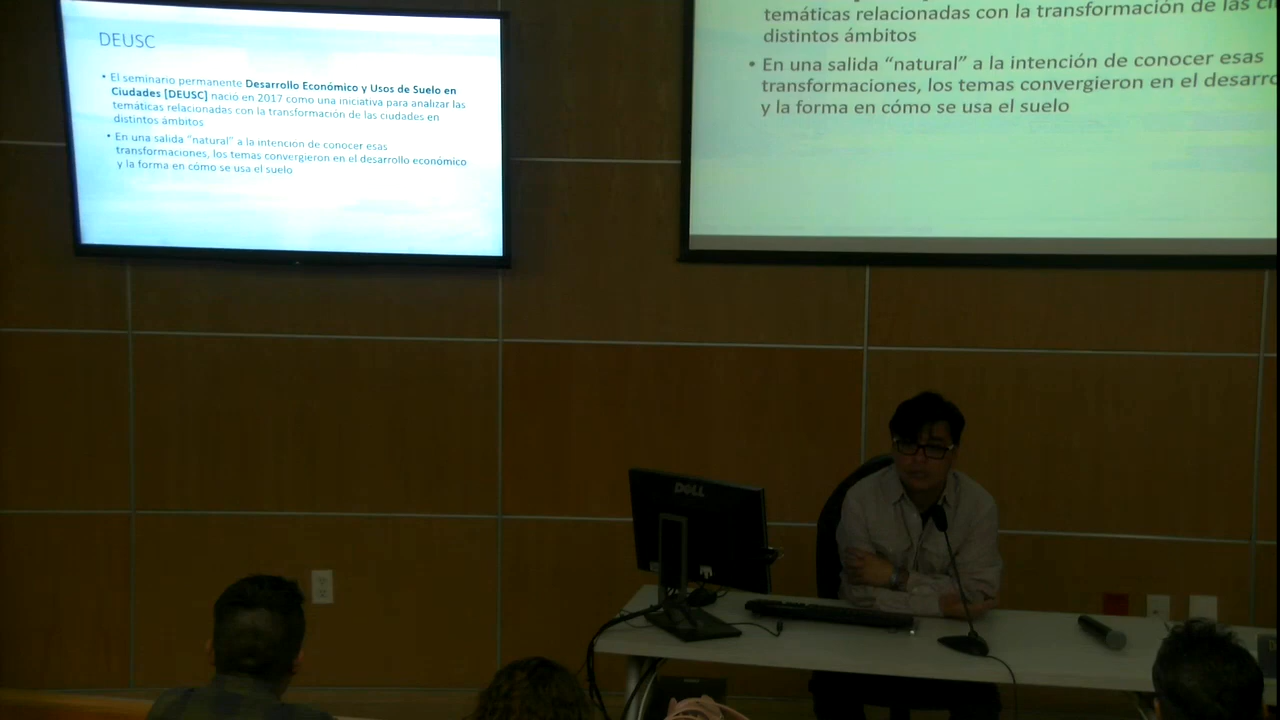 DEUSC
• El seminario permanente Desarrollo Económico y Usos de Suelo en
Ciudades [DEUSC] nació en 2017 como una iniciativa para analizar las
temáticas relacionadas con la transformación de las ciudades en
distintos ámbitos
• En una salida “natural” a la intención de conocer esas
transformaciones, los temas convergieron en el desarrollo económico
y la forma en cómo se usa el suelo
temáticas relacionadas con la transformación de las
distintos ámbitos
• En una salida “natural” a la intención de conocer esas
transformaciones, los temas convergieron en el
y la forma en cómo se usa el suelo
DELL